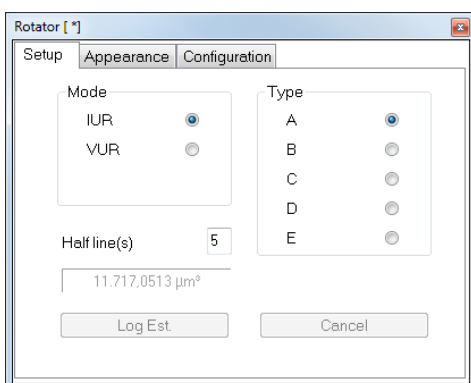 Rotator [ *]
Setup Appearance Configuration
Mode
IUR
VUR
Type
A
B
C
D
E
Half line(s) 5
11.717,0513 µm³
Log Est. Cancel